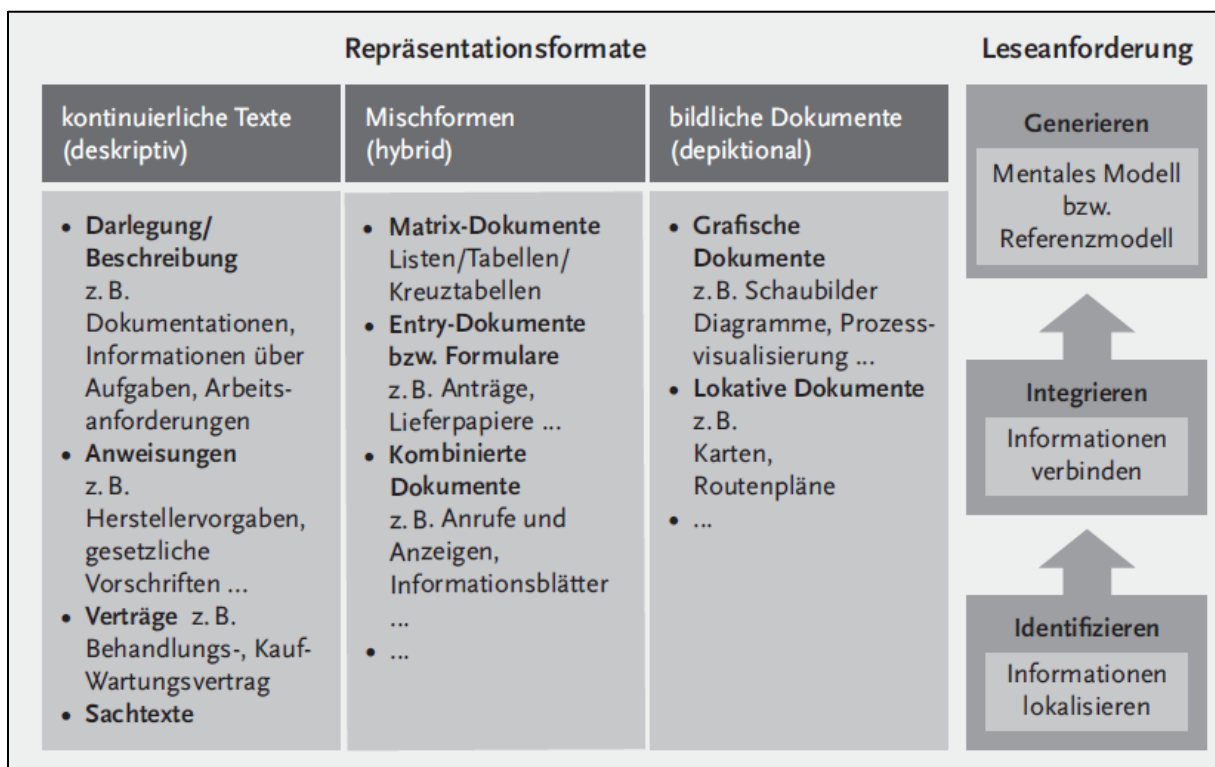 Repräsentationsformate
kontinuierliche Texte
(deskriptiv)
• Darlegung/
Beschreibung
z. B.
Dokumentationen,
Informationen über
Aufgaben, Arbeits-
anforderungen
• Anweisungen
z. B.
Herstellervorgaben,
gesetzliche
Vorschriften ...
• Verträge z. B.
Behandlungs-, Kauf-
Wartungsvertrag
• Sachtexte
Mischformen
(hybrid)
• Matrix-Dokumente
Listen/Tabellen/
Kreuztabellen
• Entry-Dokumente
bzw. Formulare
z. B. Anträge,
Lieferpapiere ...
• Kombinierte
Dokumente
z. B. Anrufe und
Anzeigen,
Informationsblätter
...
• ...
bildliche Dokumente
(depiktional)
• Grafische
Dokumente
z. B. Schaubilder
Diagramme, Prozess-
visualisierung ...
• Lokative Dokumente
z. B.
Karten,
Routenpläne
• ...
Leseanforderung
Generieren
Mentales Modell
bzw.
Referenzmodell
Integrieren
Informationen
verbinden
Identifizieren
Informationen
lokalisieren